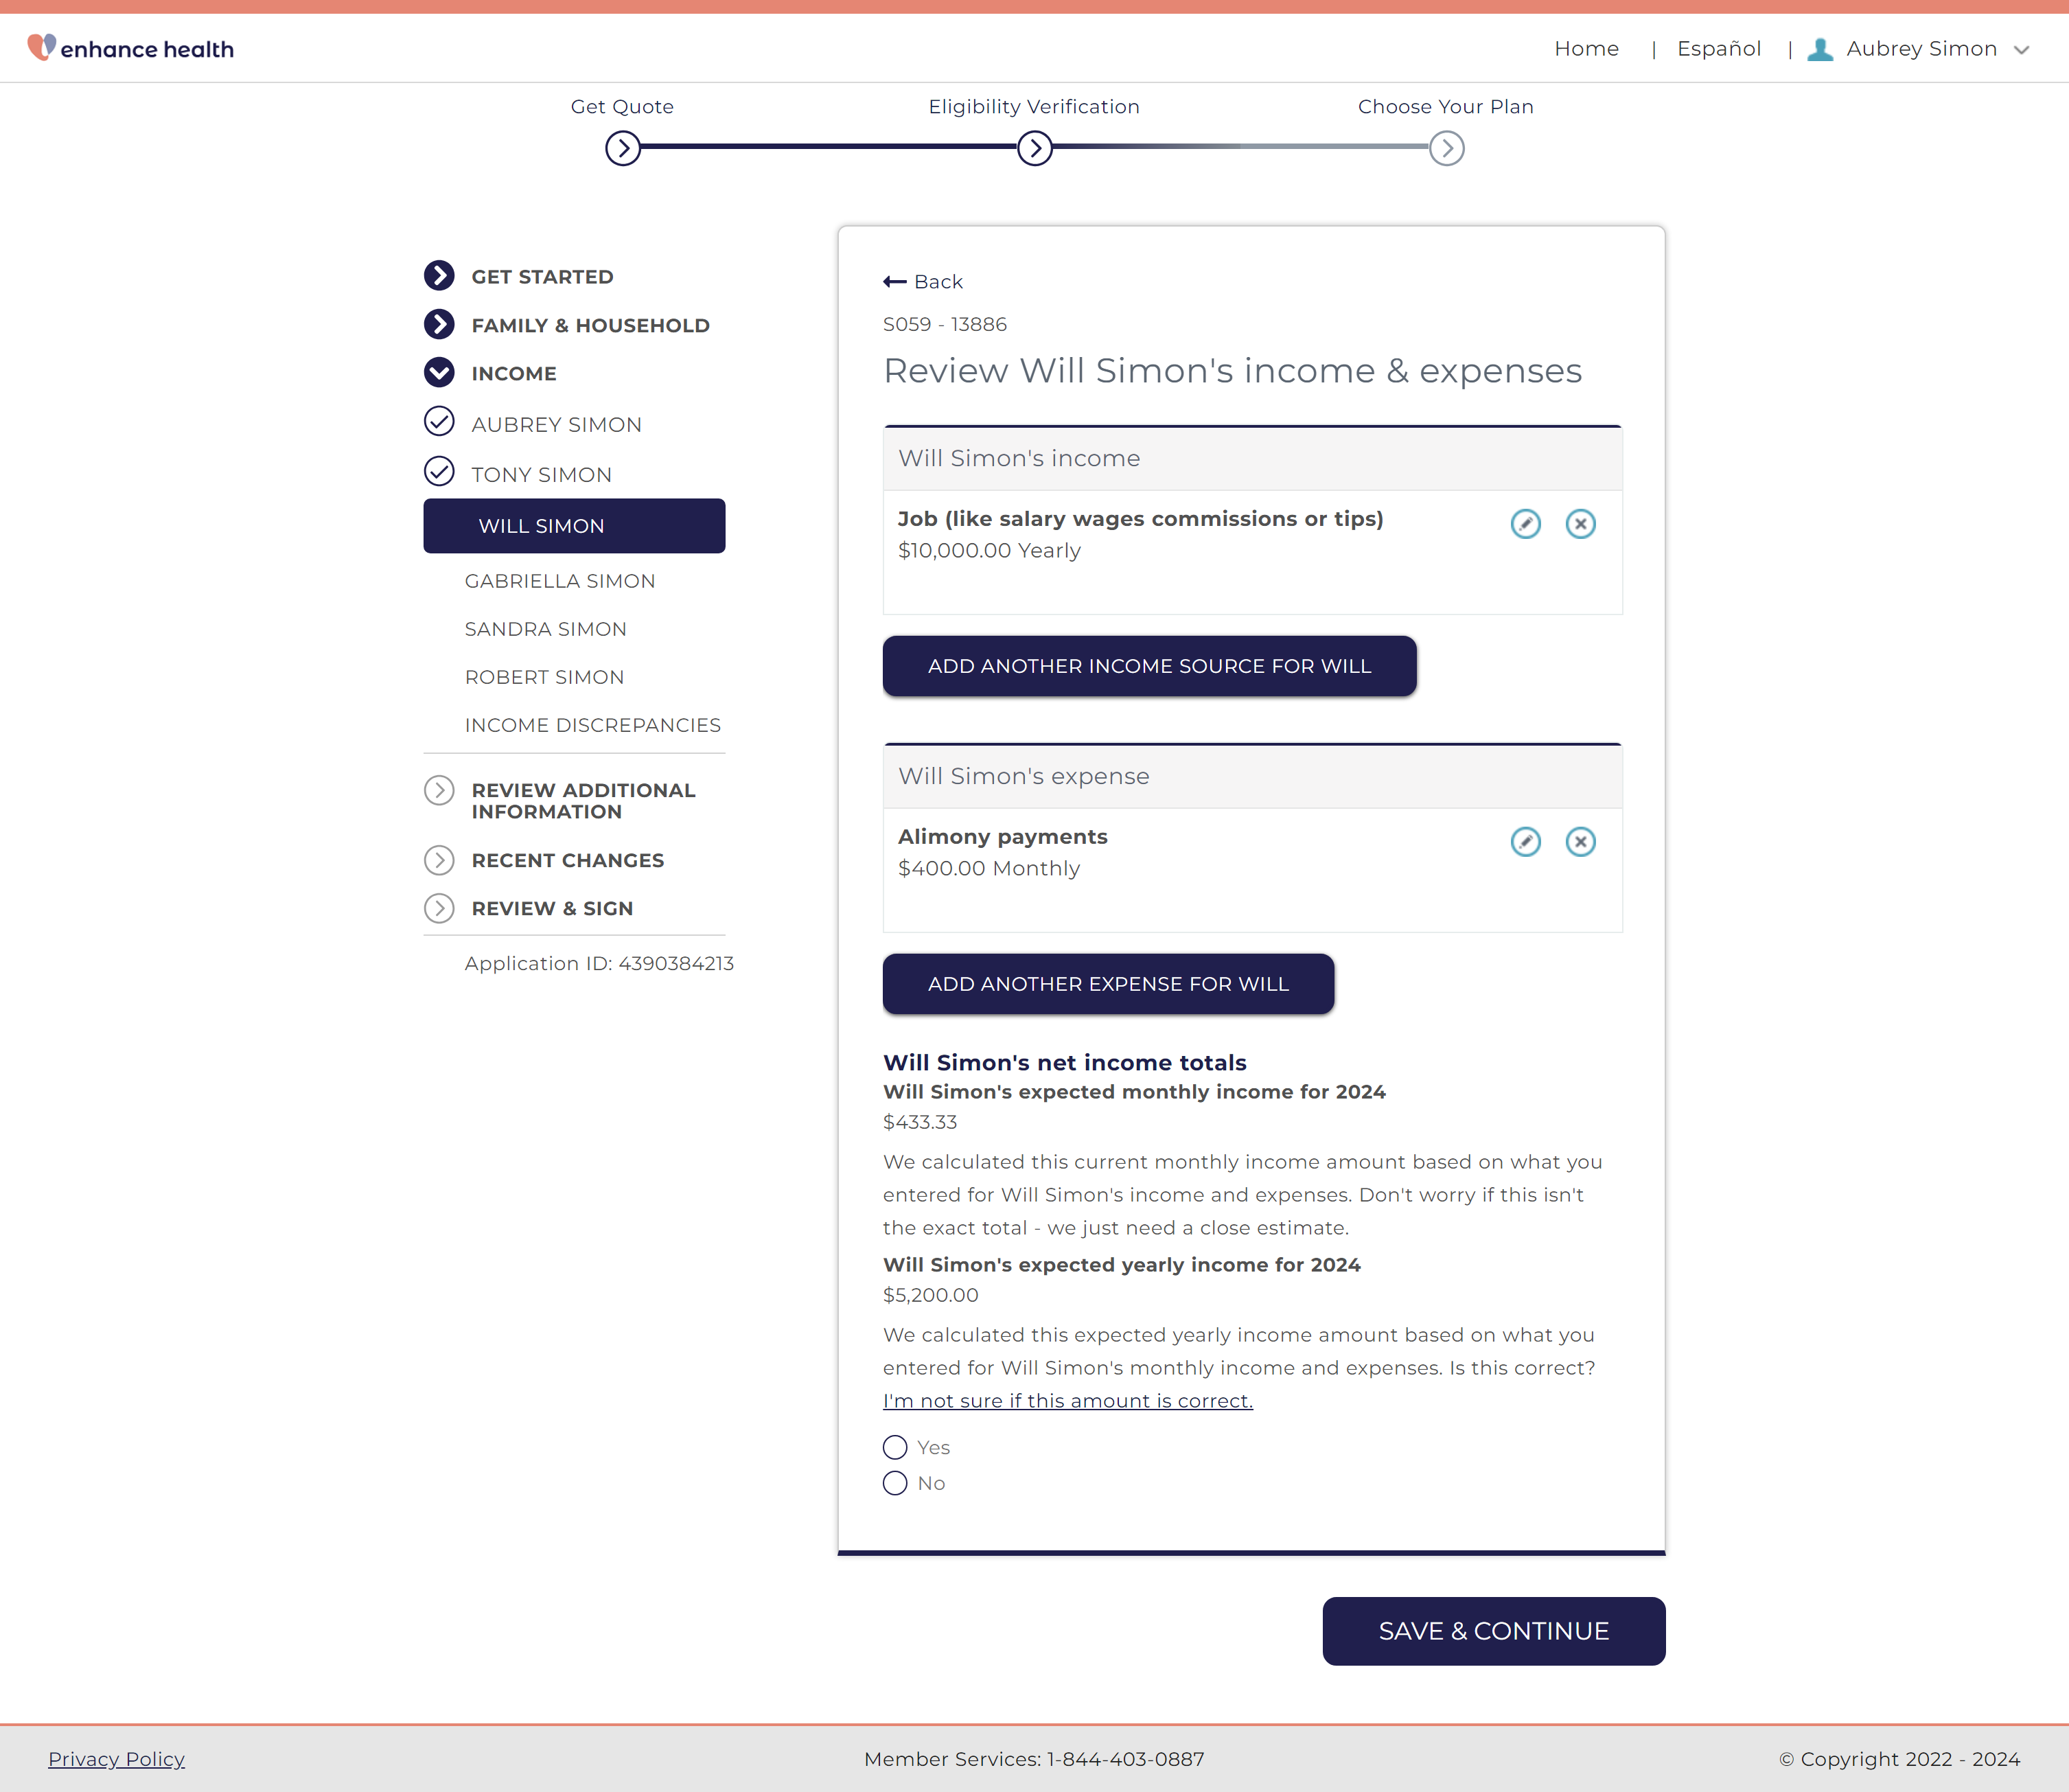 enhance health
Home | Español | Aubrey Simon
Get Quote
Eligibility Verification
Choose Your Plan
GET STARTED
FAMILY & HOUSEHOLD
INCOME
AUBREY SIMON
TONY SIMON
WILL SIMON
GABRIELLA SIMON
SANDRA SIMON
ROBERT SIMON
INCOME DISCREPANCIES
REVIEW ADDITIONAL
INFORMATION
RECENT CHANGES
REVIEW & SIGN
Application ID: 4390384213
Back
S059 - 13886
Review Will Simon's income & expenses
Will Simon's income
Job (like salary wages commissions or tips)
$10,000.00 Yearly
ADD ANOTHER INCOME SOURCE FOR WILL
Will Simon's expense
Alimony payments
$400.00 Monthly
ADD ANOTHER EXPENSE FOR WILL
Will Simon's net income totals
Will Simon's expected monthly income for 2024
$433.33
We calculated this current monthly income amount based on what you
entered for Will Simon's income and expenses. Don't worry if this isn't
the exact total - we just need a close estimate.
Will Simon's expected yearly income for 2024
$5,200.00
We calculated this expected yearly income amount based on what you
entered for Will Simon's monthly income and expenses. Is this correct?
I'm not sure if this amount is correct.
Yes
No
SAVE & CONTINUE
Privacy Policy
Member Services: 1-844-403-0887
© Copyright 2022 - 2024